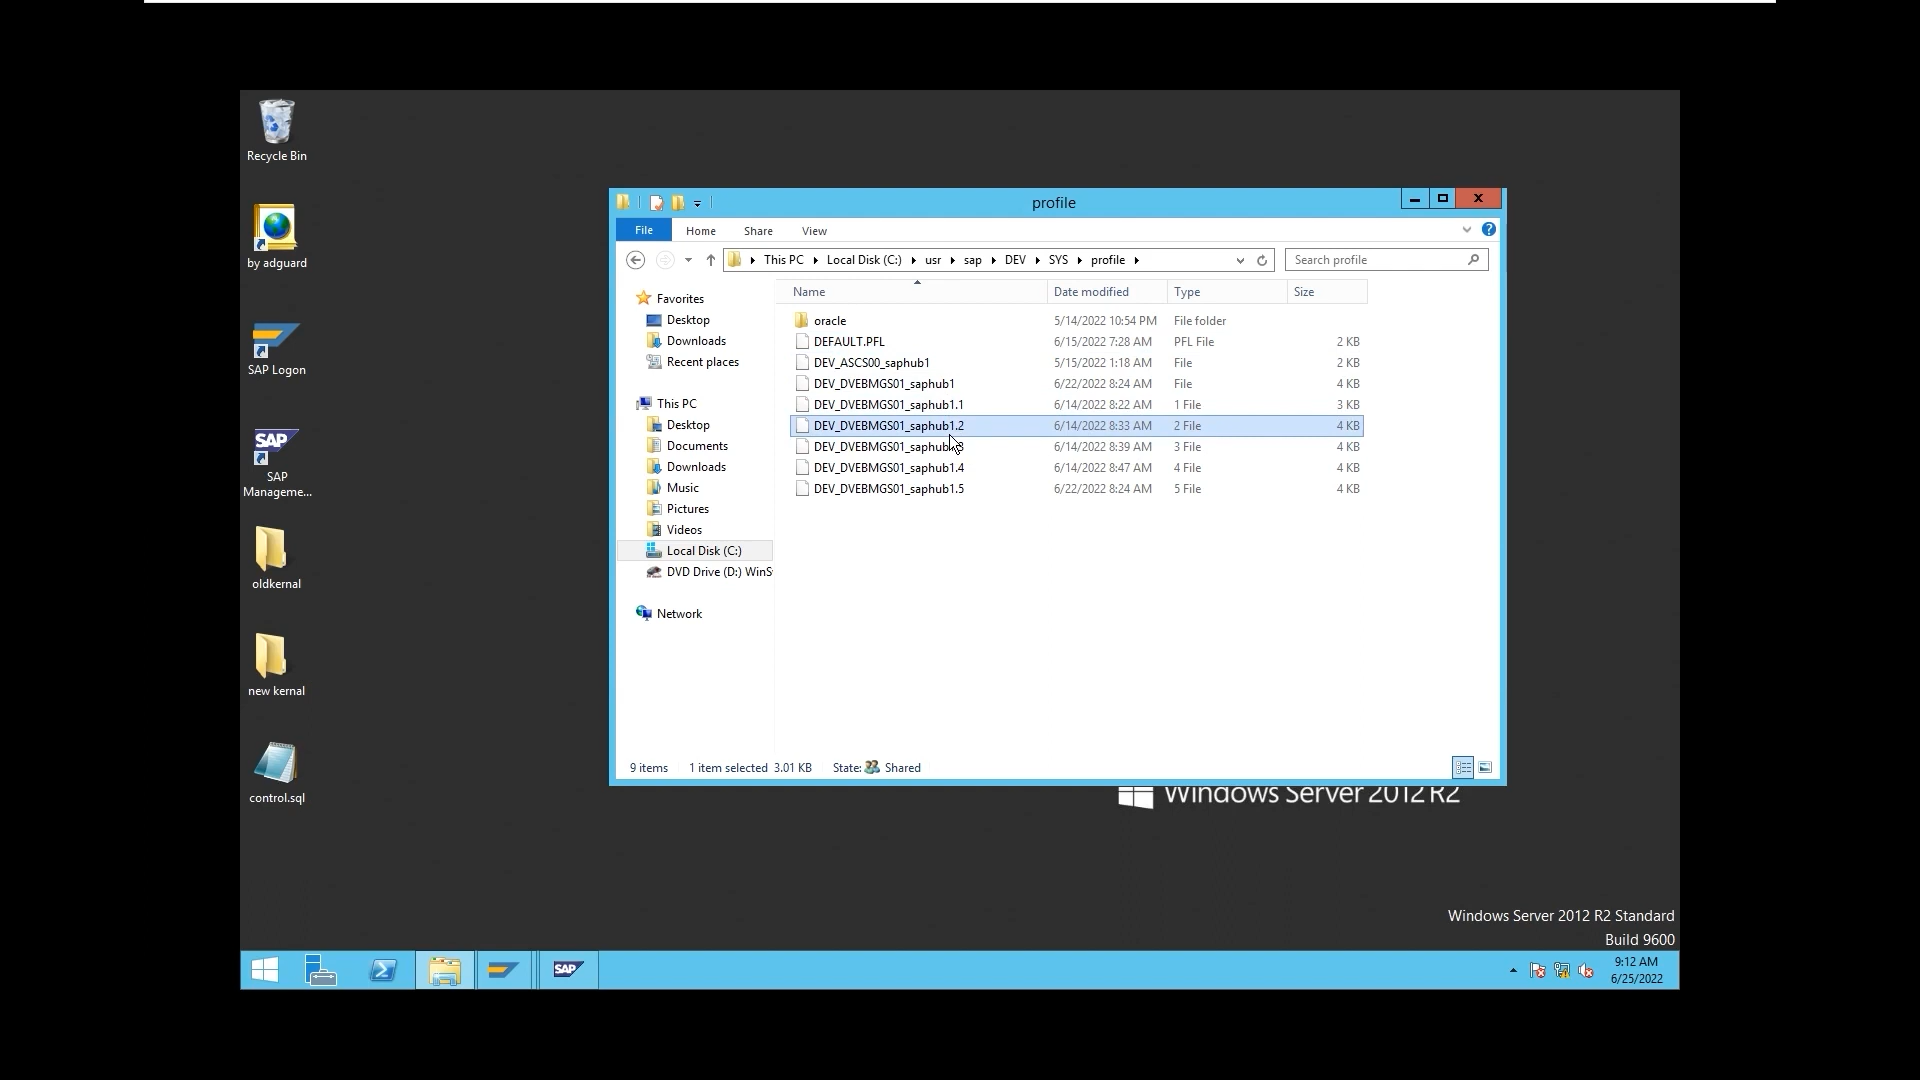 Recycle Bin
by adguard
SAP Logon
SAP
SAP
Manageme...
oldkernal
new kernal
control.sql
profile
File
Home
Share
View
This PC
Local Disk (C:)
usr
sap
DEV
SYS
profile
Search profile
Favorites
Desktop
Downloads
Recent places
This PC
Desktop
Documents
Downloads
Music
Pictures
Videos
Local Disk (C:)
DVD Drive (D:) WinS
Network
Name Date modified Type Size
oracle 5/14/2022 10:54 PM File folder
DEFAULT.PFL 6/15/2022 7:28 AM PFL File 2 KB
DEV_ASCS00_saphub1 5/15/2022 1:18 AM File 2 KB
DEV_DVEBMGS01_saphub1 6/22/2022 8:24 AM File 4 KB
DEV_DVEBMGS01_saphub1.1 6/14/2022 8:22 AM 1 File 3 KB
DEV_DVEBMGS01_saphub1.2 6/14/2022 8:33 AM 2 File 4 KB
DEV_DVEBMGS01_saphub1.3 6/14/2022 8:39 AM 3 File 4 KB
DEV_DVEBMGS01_saphub1.4 6/14/2022 8:47 AM 4 File 4 KB
DEV_DVEBMGS01_saphub1.5 6/22/2022 8:24 AM 5 File 4 KB
9 items 1 item selected 3.01 KB State: Shared
Windows Server 2012 R2
Windows Server 2012 R2 Standard
Build 9600
SAP
9:12 AM
6/25/2022